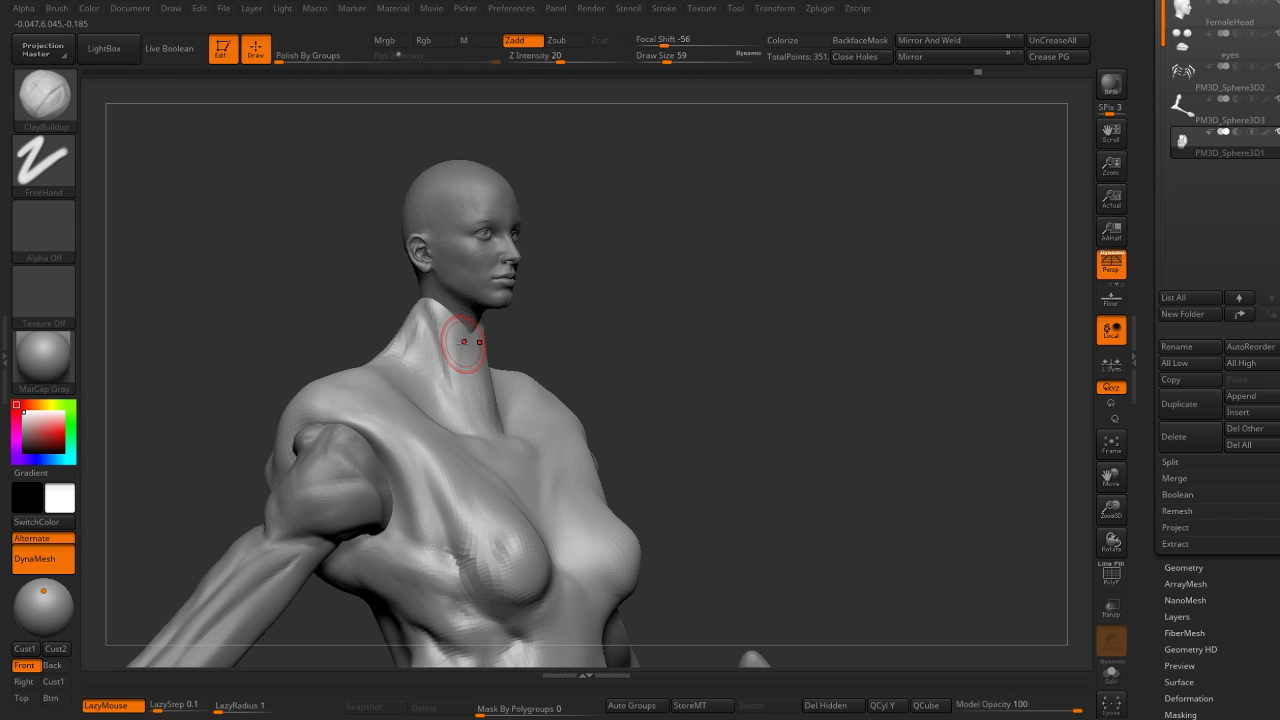 Alpha Brush Color Document Draw Edit File Layer Light Macro Marker Material Movie Picker Preferences Panel Render Stencil Stroke Texture Tool Transform Zplugin Zscript
-0.047,6.045,-0.185
Projection Master
LightBox
Live Boolean
Edit
Draw
Polish By Groups
Mrgb Rgb M
Rgb Intensity
Zadd Zsub Zcut
Z Intensity 20
Focal Shift -56
Draw Size 59
Dynamic
Colorize
TotalPoints: 351,
BackfaceMask
Close Holes
Mirror And Weld
Mirror
UnCreaseAll
Crease PG
ClayBuildup
FreeHand
Alpha Off
Texture Off
MatCap Gray
Gradient
SwitchColor
Alternate
DynaMesh
Cust1 Cust2
Front Back
Right Cust1
Top Btm
BPR
SPix 3
Scroll
Zoom
Actual
AAHalf
Dynamic
Persp
Floor
Local
L.Sym
Frame
Move
Zoom3D
Rotate
Line Fill
PolyF
Transp
Dynamic
Solo
Xpose
FemaleHead
eyes
PM3D_Sphere3D2
PM3D_Sphere3D3
PM3D_Sphere3D1
List All
New Folder
Rename AutoReorder
All Low All High
Copy Paste
Duplicate
Append
Insert
Delete
Del Other
Del All
Split
Merge
Boolean
Remesh
Project
Extract
Geometry
ArrayMesh
NanoMesh
Layers
FiberMesh
Geometry HD
Preview
Surface
Deformation
Masking
LazyMouse
LazyStep 0.1
LazyRadius 1
Snapshot
Delete
Mask By Polygroups 0
Auto Groups
StoreMT
Switch
Del Hidden
QCyl Y
QCube
Model Opacity 100